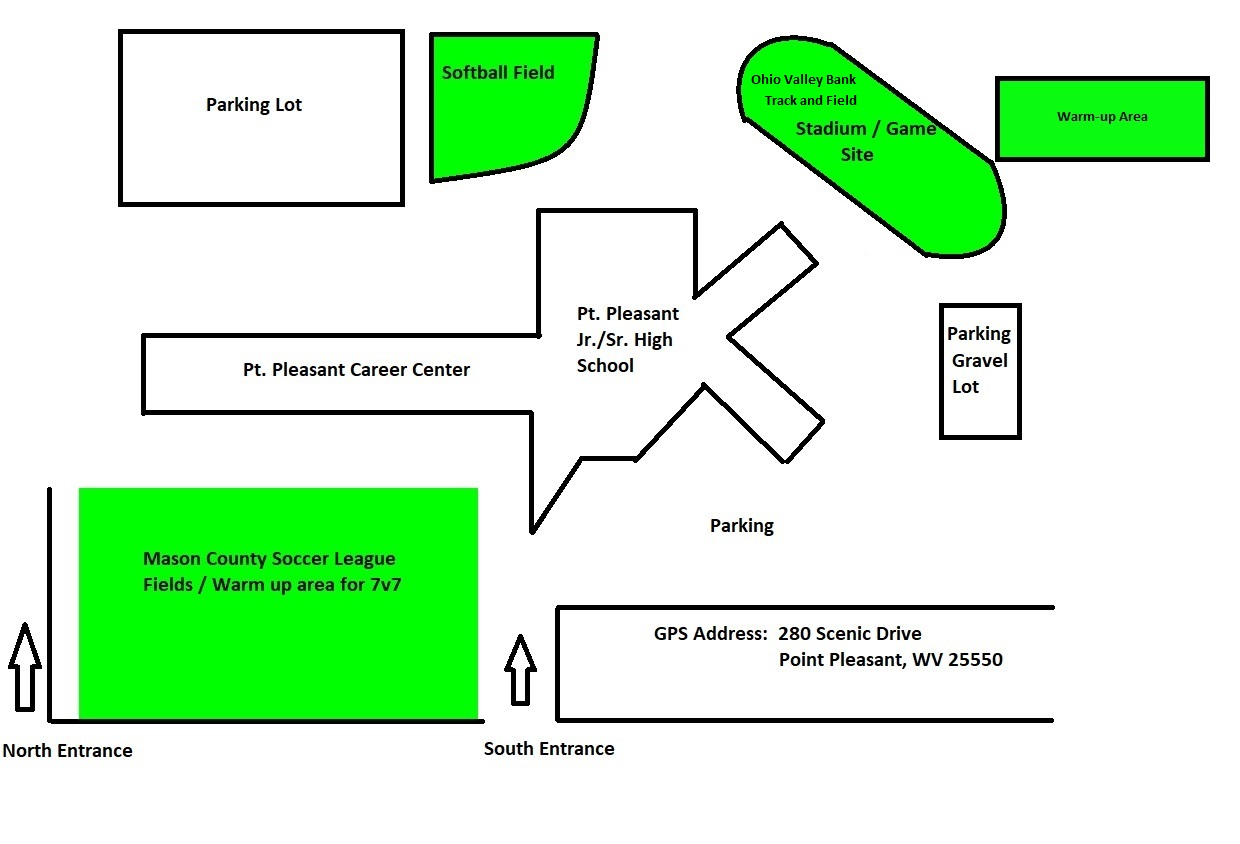 Parking Lot
Softball Field
Ohio Valley Bank
Track and Field
Stadium / Game
Site
Warm-up Area
Pt. Pleasant
Jr./Sr. High
School
Pt. Pleasant Career Center
Parking
Gravel
Lot
Parking
Mason County Soccer League
Fields / Warm up area for 7v7
GPS Address:  280 Scenic Drive
Point Pleasant, WV 25550
North Entrance
South Entrance